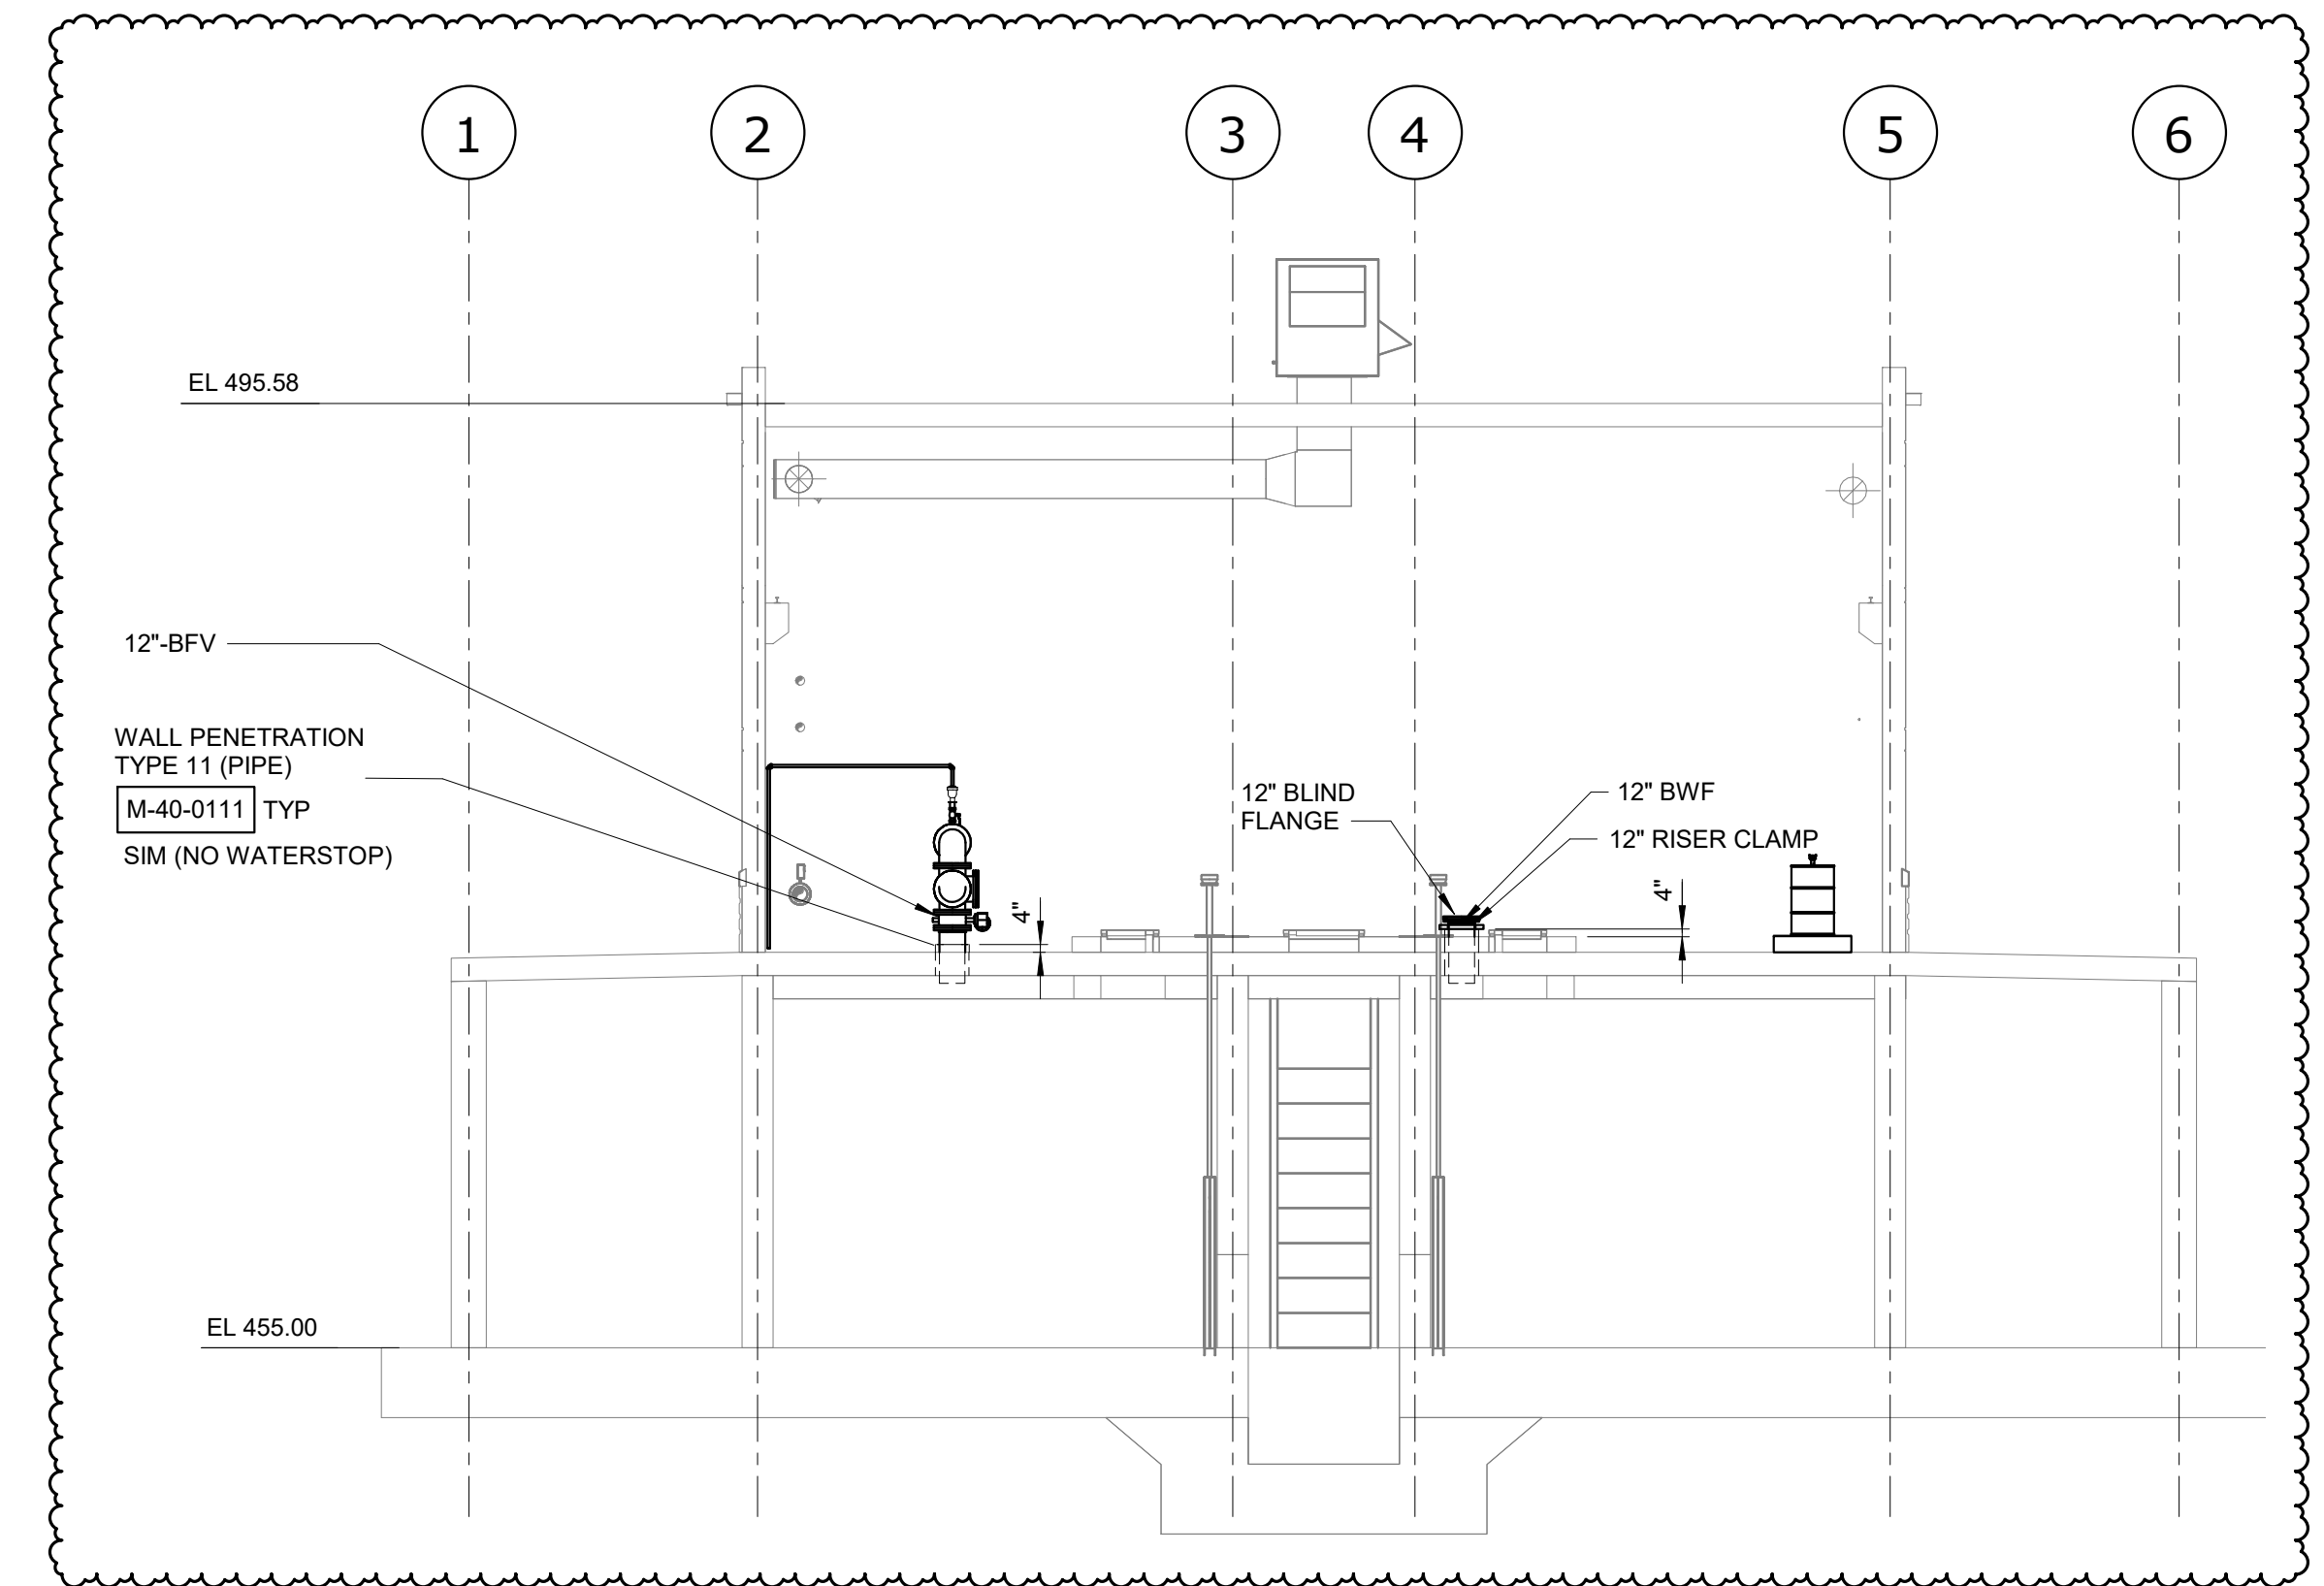 1 2 3 4 5 6
EL 495.58
12"-BFV
WALL PENETRATION
TYPE 11 (PIPE)
M-40-0111 TYP
SIM (NO WATERSTOP)
4"
12" BLIND
FLANGE
12" BWF
12" RISER CLAMP
4"
EL 455.00